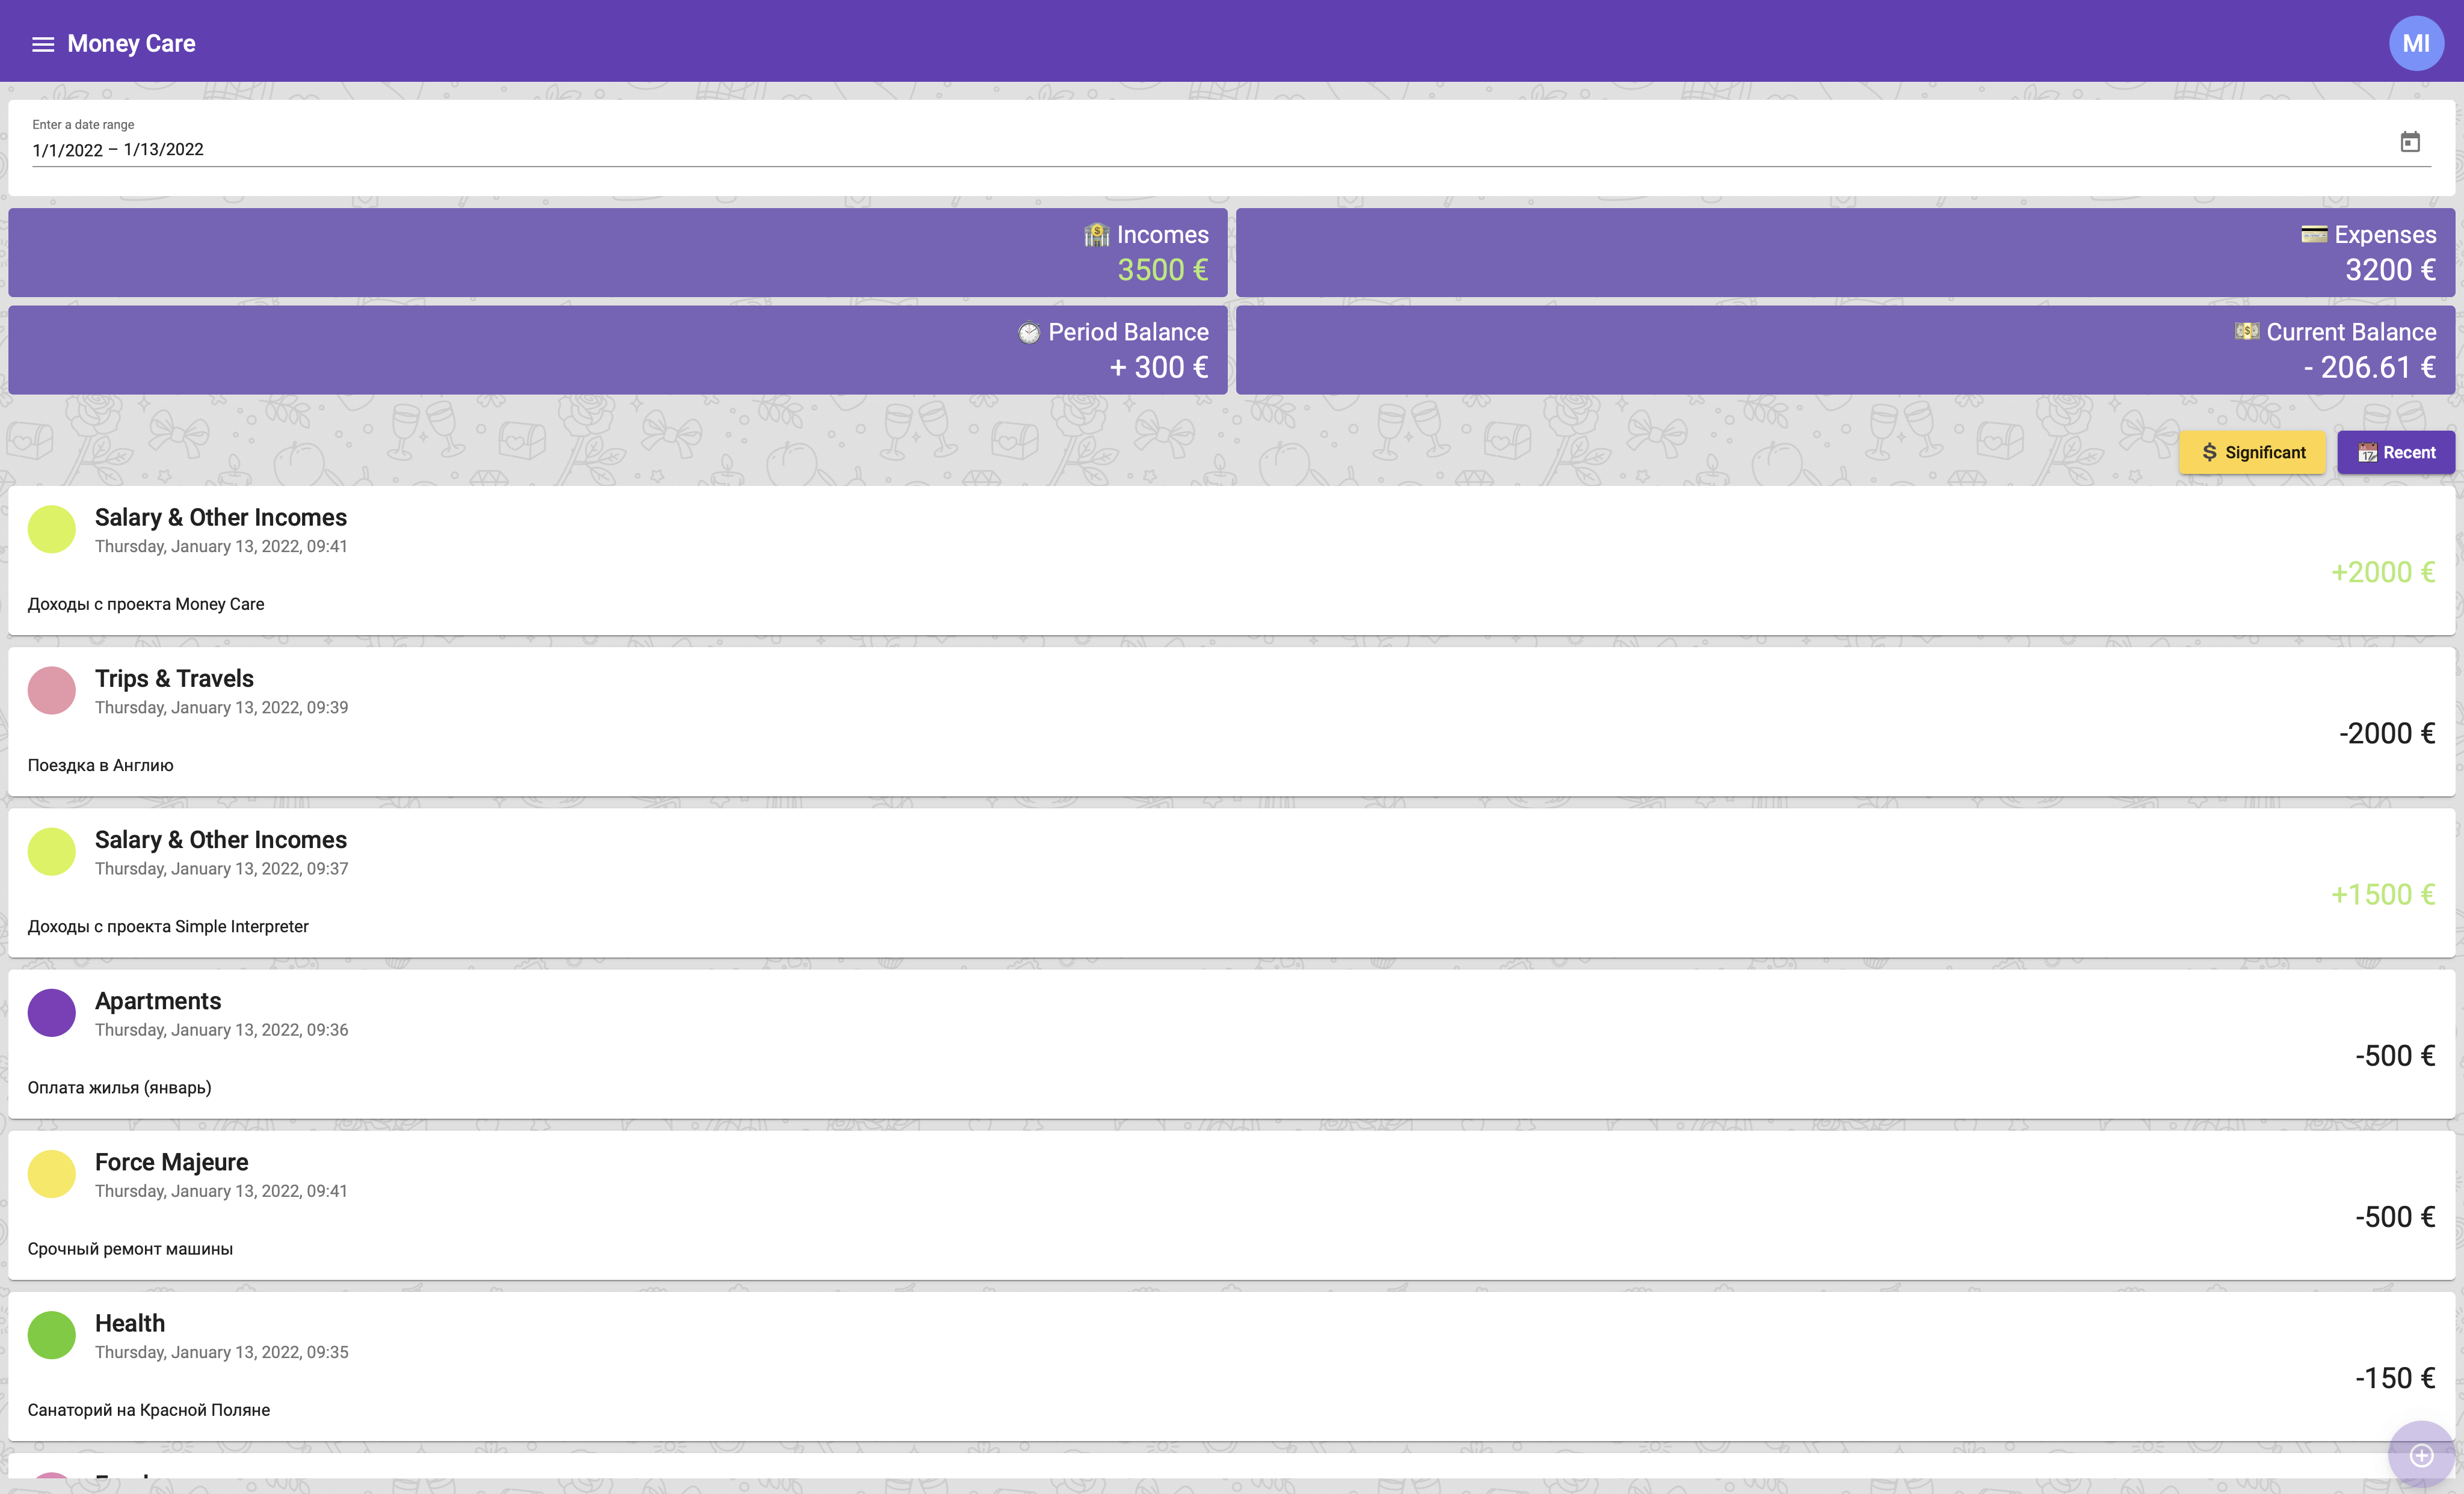 Money Care
MI
Enter a date range
1/1/2022 – 1/13/2022
Incomes
3500 €
Expenses
3200 €
Period Balance
+ 300 €
Current Balance
- 206.61 €
Significant
Recent
Salary & Other Incomes
Thursday, January 13, 2022, 09:41
+2000 €
Доходы с проекта Money Care
Trips & Travels
Thursday, January 13, 2022, 09:39
-2000 €
Поездка в Англию
Salary & Other Incomes
Thursday, January 13, 2022, 09:37
+1500 €
Доходы с проекта Simple Interpreter
Apartments
Thursday, January 13, 2022, 09:36
-500 €
Оплата жилья (январь)
Force Majeure
Thursday, January 13, 2022, 09:41
-500 €
Срочный ремонт машины
Health
Thursday, January 13, 2022, 09:35
-150 €
Санаторий на Красной Поляне